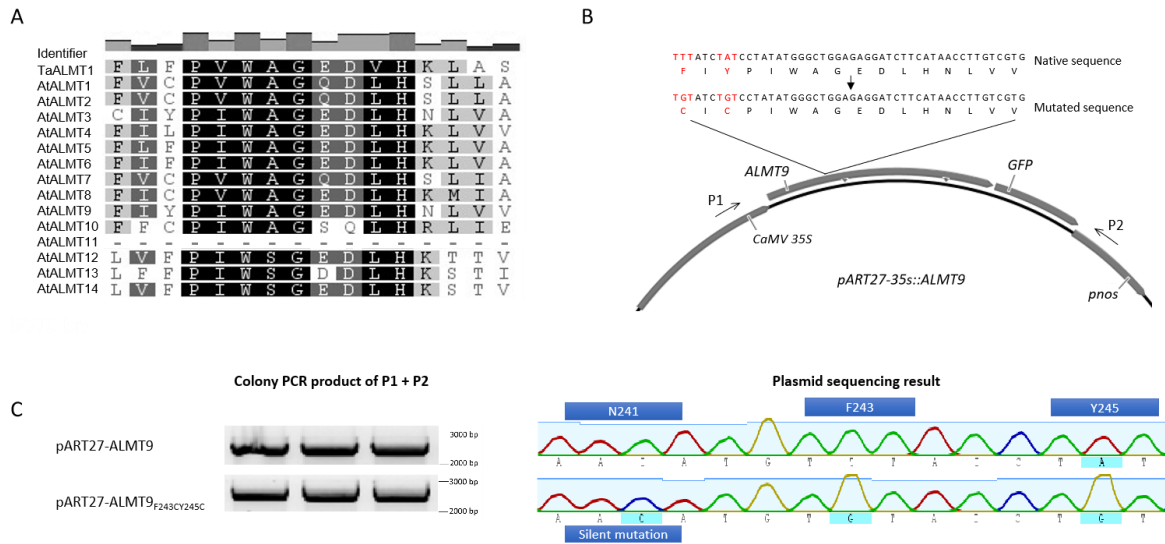 A
Identifier
TaALMT1 F L F P V W A G E D V H K L A S
AtALMT1 F V C P V W A G Q D L H S L L A
AtALMT2 F V C P V W A G Q D L H S L L A
AtALMT3 C I Y P I W A G E D L H N L V A
AtALMT4 F I L P I W A G E D L H K L V V
AtALMT5 F L F P I W A G E D L H K L V A
AtALMT6 F I F P I W A G E D L H K L V A
AtALMT7 F V C P V W A G Q D L H S L I A
AtALMT8 F I C P V W A G E D L H K M I A
AtALMT9 F I Y P I W A G E D L H N L V V
AtALMT10 F F C P I W A G S Q L H R L I E
AtALMT11 - - - - - - - - - - - - - - - -
AtALMT12 L V F P I W S G E D L H K T T V
AtALMT13 L F F P I W S G D D L H K S T I
AtALMT14 L V F P I W S G E D L H K S T V
B
TTTATCTATCCTATATGGGCTGGAGAGGATCTTCATAACCTTGTCGTG Native sequence
F I Y P I W A G E D L H N L V V
TGTATCTGTCCTATATGGGCTGGAGAGGATCTTCATAACCTTGTCGTG Mutated sequence
C I C P I W A G E D L H N L V V
ALMT9
GFP
P1
P2
CaMV 35S
pART27-35s::ALMT9
pnos
C
Colony PCR product of P1 + P2
pART27-ALMT9
3000 bp
2000 bp
pART27-ALMT9F243CY245C
3000 bp
2000 bp
Plasmid sequencing result
N241 F243 Y245
A A T A T G T T T A T C T A T
A A C A T G T G T A T C T G T
Silent mutation